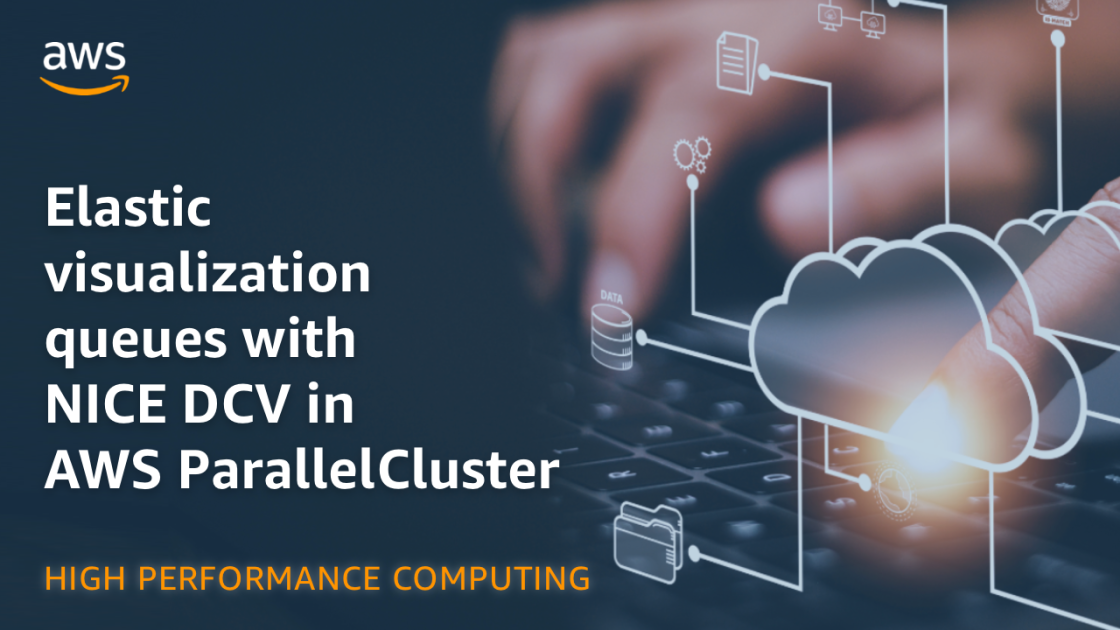 aws
Elastic
visualization
queues with
NICE DCV in
AWS ParallelCluster
HIGH PERFORMANCE COMPUTING
DATA